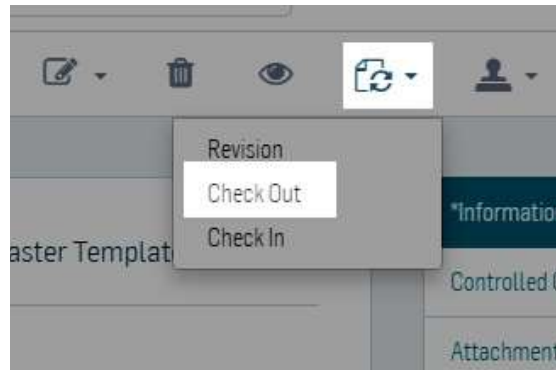 Revision
Check Out
Check In
*Informatio
aster Templat
Controlled
Attachment